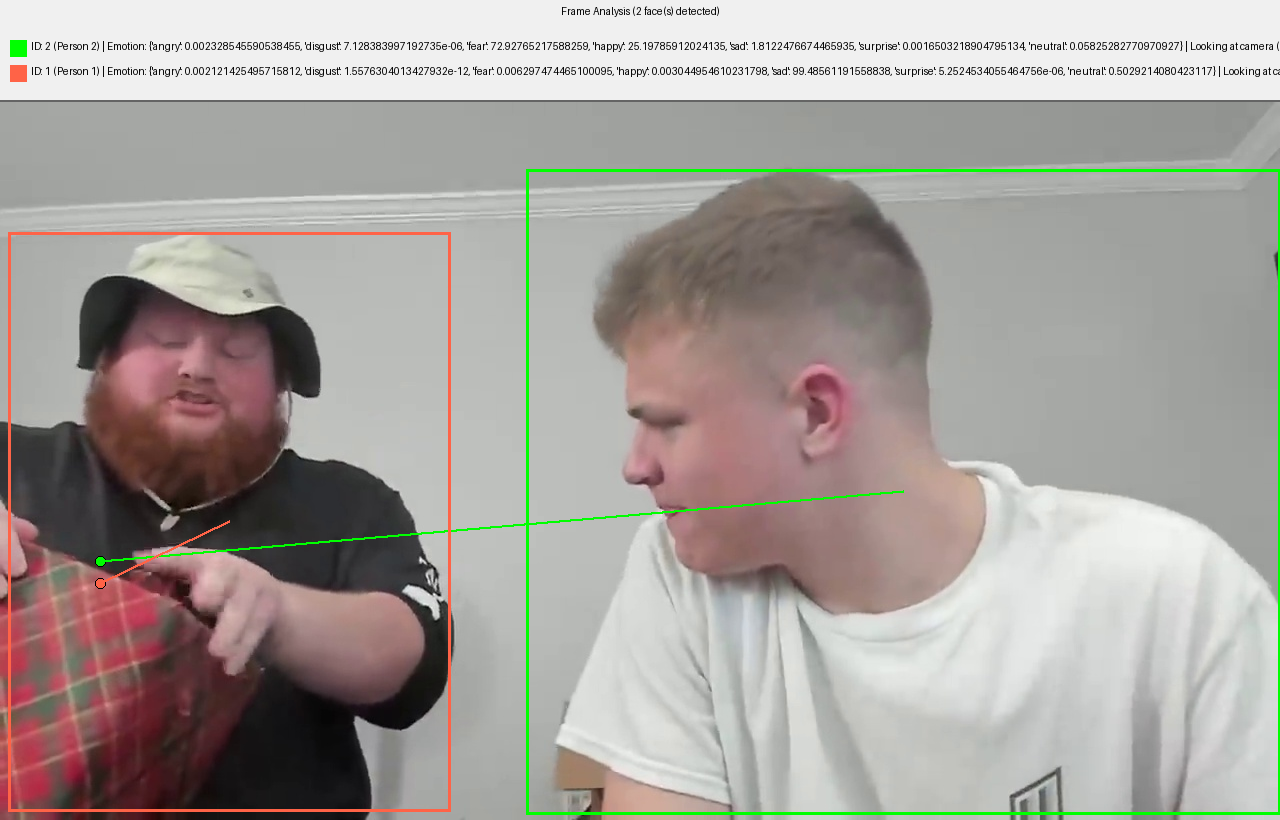 Frame Analysis (2 face(s) detected)
ID: 2 (Person 2) | Emotion: {'angry': 0.002328545590538455, 'disgust': 7.128383997192735e-06, 'fear': 72.92765217588259, 'happy': 25.19785912024135, 'sad': 1.8122476674465935, 'surprise': 0.0016503218904795134, 'neutral': 0.05825282770970927} | Looking at camera (
ID: 1 (Person 1) | Emotion: {'angry': 0.002121425495715812, 'disgust': 1.5576304013427932e-12, 'fear': 0.006297474465100095, 'happy': 0.003044954610231798, 'sad': 99.48561191558838, 'surprise': 5.2524534055464756e-06, 'neutral': 0.5029214080423117} | Looking at ca